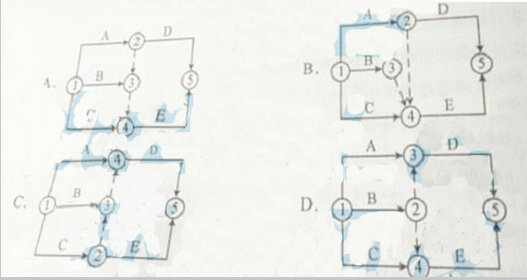 A ② D
A. ① B ③ ⑤
C ④ E
A ② D
B. ① B ③ ⑤
C ④ E
A ④ D
C. ① B ③ ⑤
C ② E
A ③ D
D. ① B ② ⑤
C ④ E